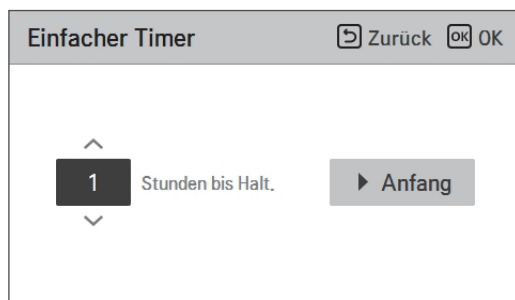 Einfacher Timer Zurück OK OK
1 Stunden bis Halt. Anfang